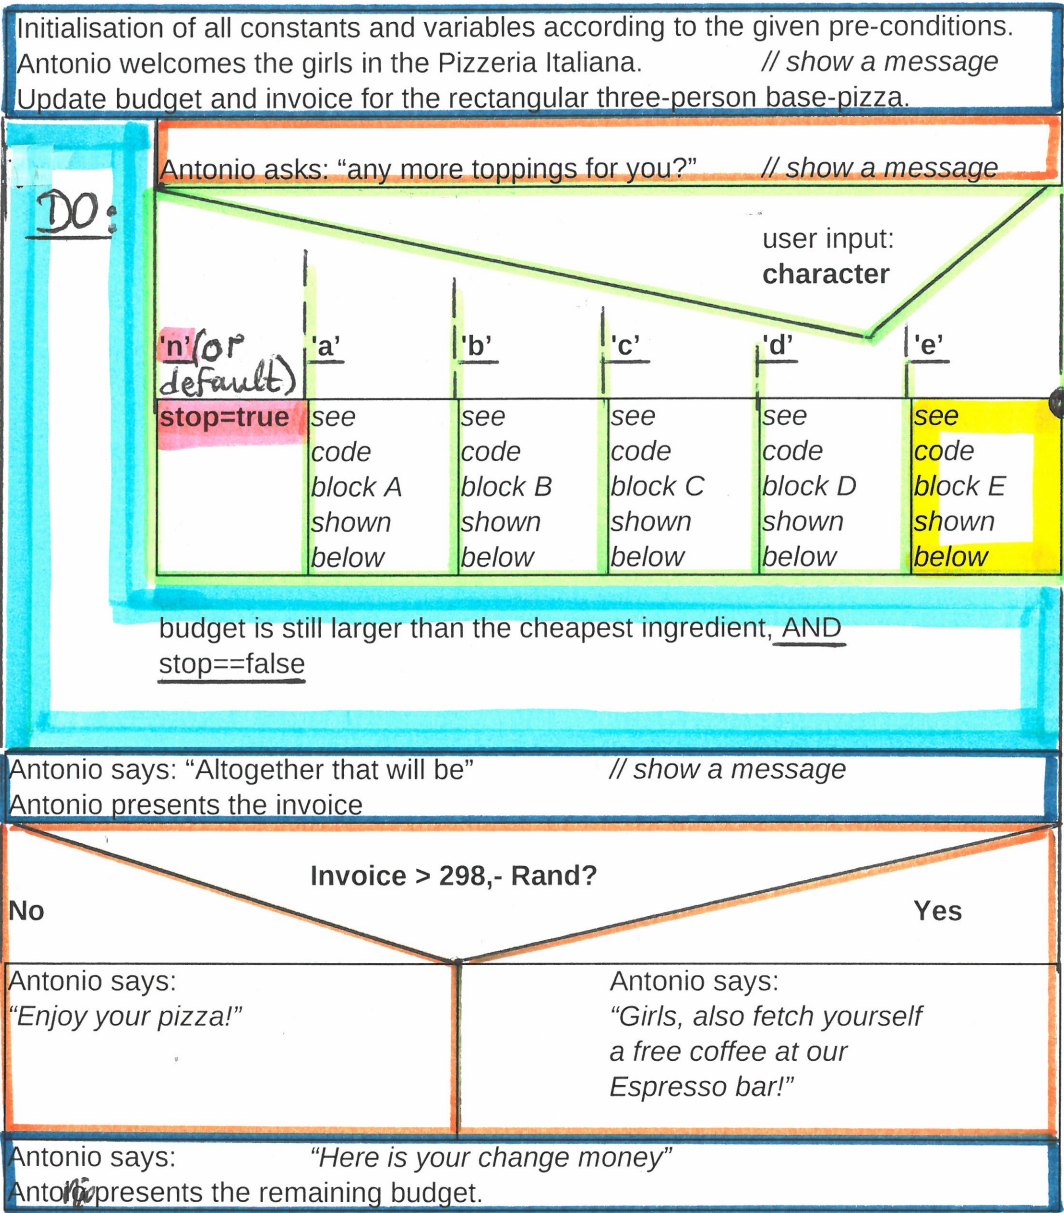 Initialisation of all constants and variables according to the given pre-conditions.
Antonio welcomes the girls in the Pizzeria Italiana. // show a message
Update budget and invoice for the rectangular three-person base-pizza.
Antonio asks: “any more toppings for you?” // show a message
DO:
user input:
character
'n’(or default) 'a’ 'b’ 'c’ 'd’ 'e’
stop=true see see see see see
code code code code code
block A block B block C block D block E
shown shown shown shown shown
below below below below below
budget is still larger than the cheapest ingredient, AND
stop==false
Antonio says: “Altogether that will be” // show a message
Antonio presents the invoice
Invoice > 298,- Rand?
No Yes
Antonio says: Antonio says:
“Enjoy your pizza!” “Girls, also fetch yourself
a free coffee at our
Espresso bar!”
Antonio says: “Here is your change money”
Antonio presents the remaining budget.